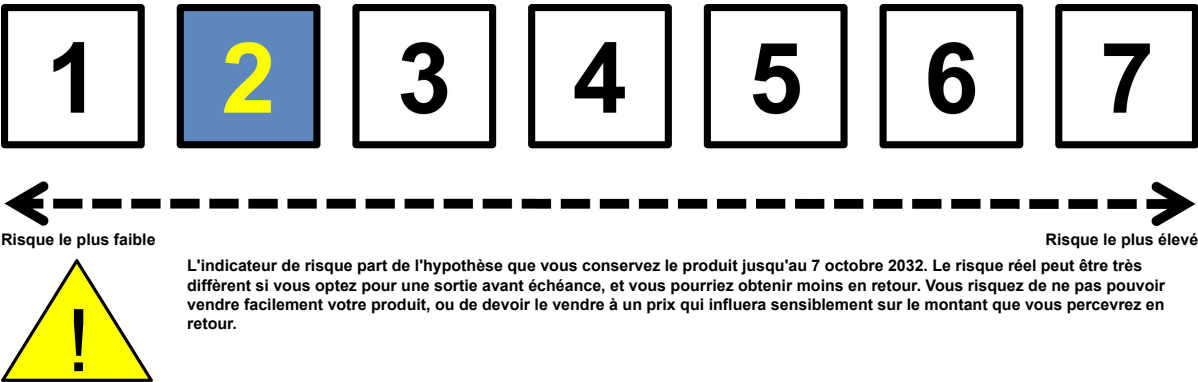 1 2 3 4 5 6 7
Risque le plus faible Risque le plus élevé
L'indicateur de risque part de l'hypothèse que vous conservez le produit jusqu'au 7 octobre 2032. Le risque réel peut être très
diffèrent si vous optez pour une sortie avant échéance, et vous pourriez obtenir moins en retour. Vous risquez de ne pas pouvoir
vendre facilement votre produit, ou de devoir le vendre à un prix qui influera sensiblement sur le montant que vous percevrez en
retour.
!